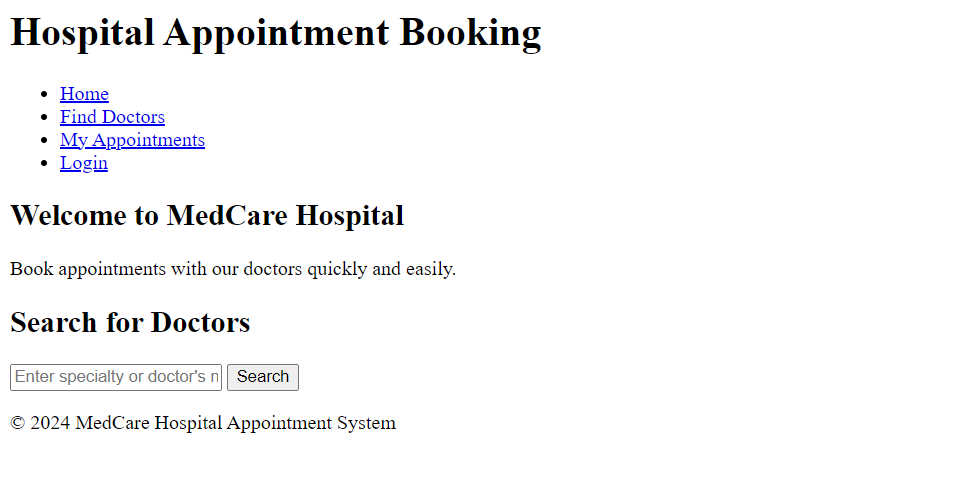 Hospital Appointment Booking
Home
Find Doctors
My Appointments
Login
Welcome to MedCare Hospital
Book appointments with our doctors quickly and easily.
Search for Doctors
Enter specialty or doctor's n Search
© 2024 MedCare Hospital Appointment System